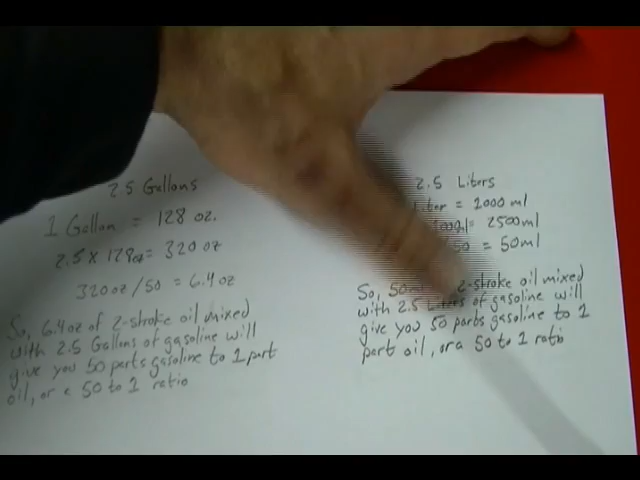 2.5 Gallons
1 Gallon = 128 oz.
2.5 x 128oz = 320 oz
320 oz / 50 = 6.4 oz
So, 6.4 oz of 2-stroke oil mixed
with 2.5 Gallons of gasoline will
give you 50 parts gasoline to 1 part
oil, or a 50 to 1 ratio
2.5 Liters
= 1000 ml
= 2500 ml
= 50 ml
So, 2-stroke oil mixed
with 2.5 Liters of gasoline will
give you 50 parts gasoline to 1
part oil, or a 50 to 1 ratio